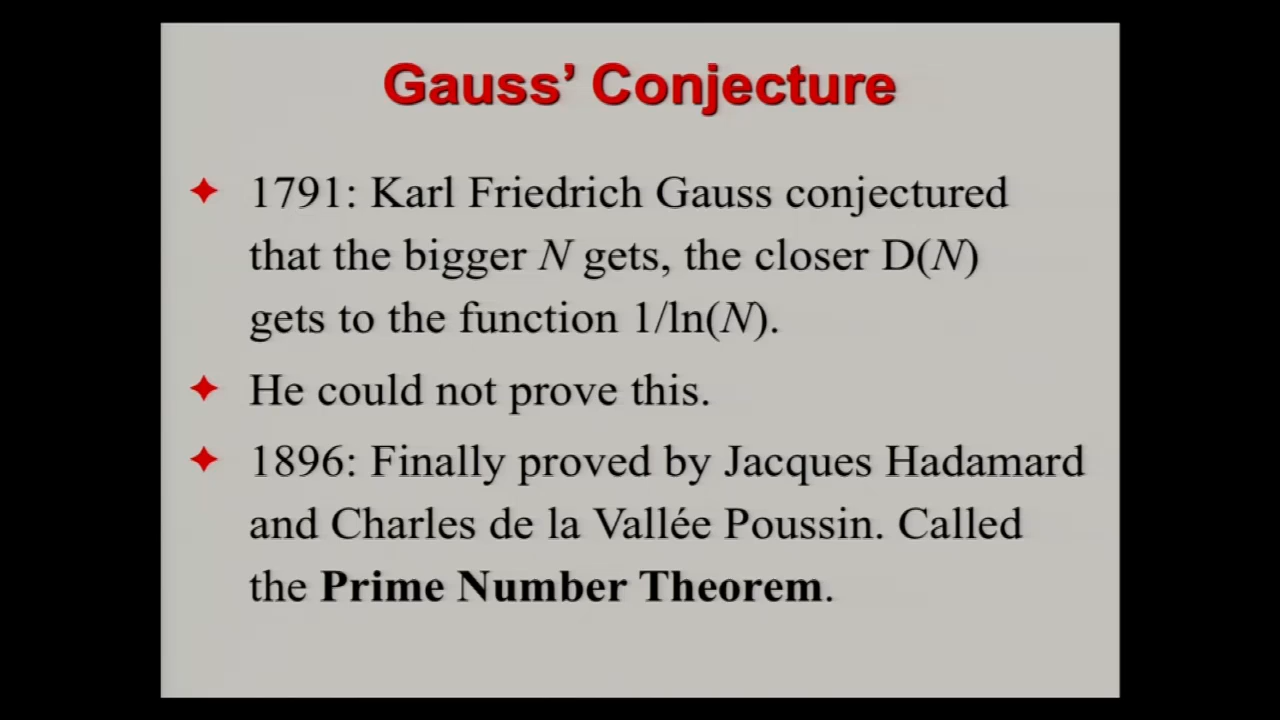 Gauss’ Conjecture
1791: Karl Friedrich Gauss conjectured
that the bigger N gets, the closer D(N)
gets to the function 1/ln(N).
He could not prove this.
1896: Finally proved by Jacques Hadamard
and Charles de la Vallée Poussin. Called
the Prime Number Theorem.